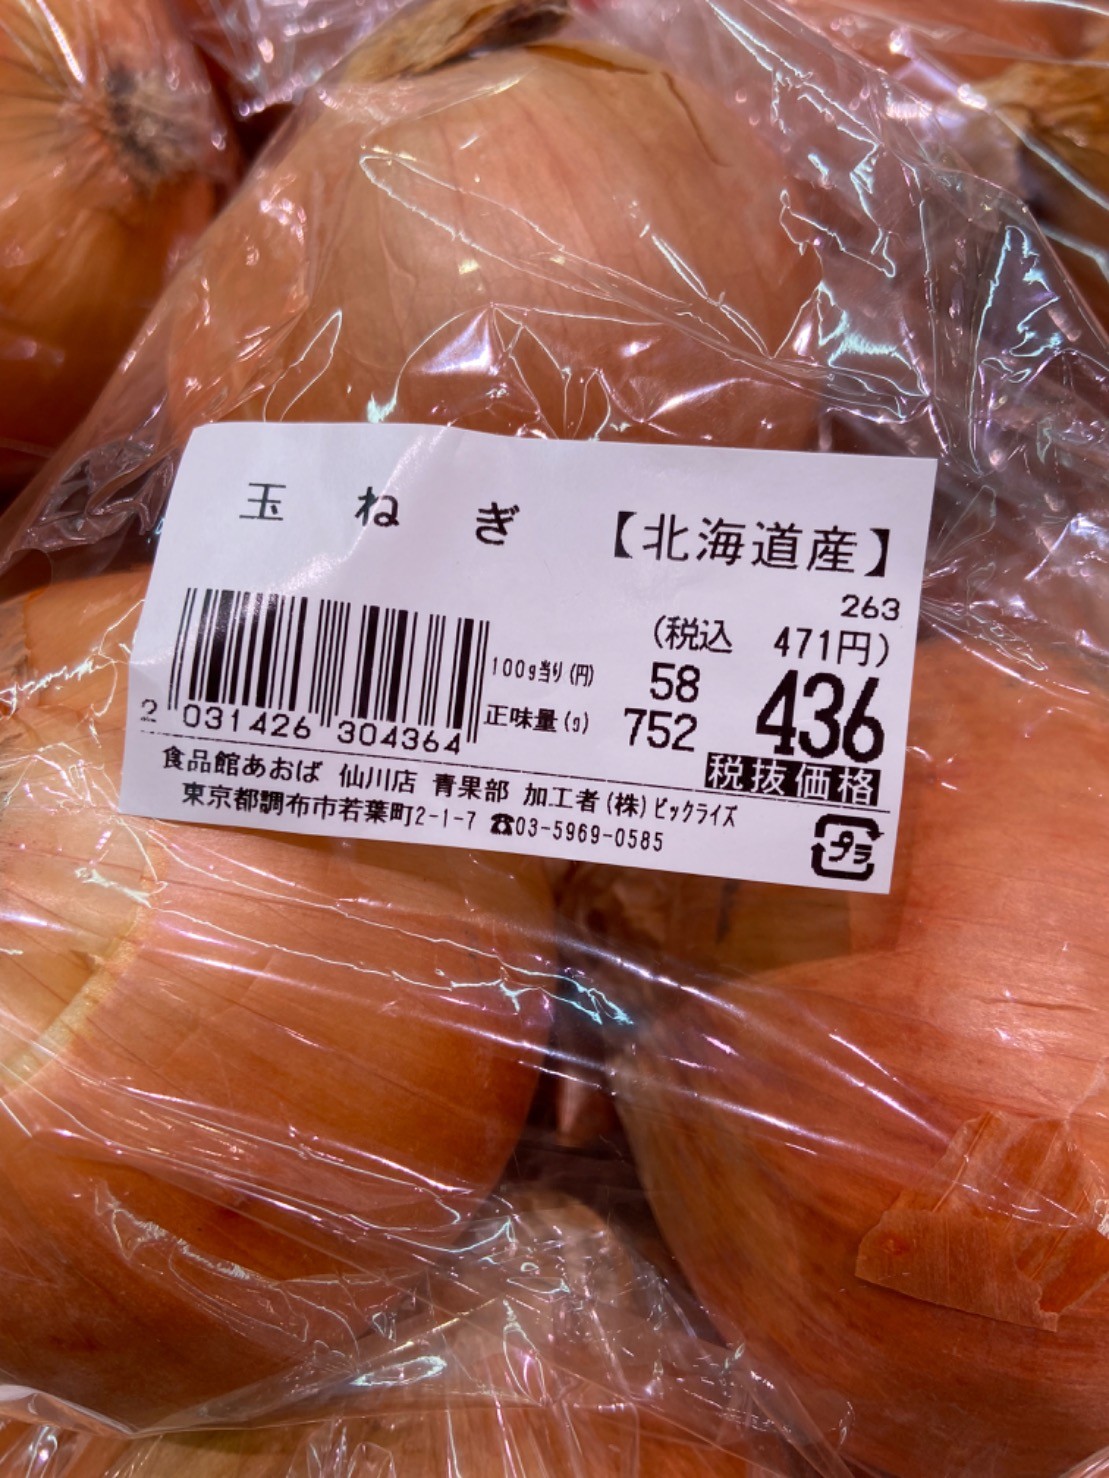 玉 ねぎ 【北海道産】
263
(税込 471円)
100g当り(円) 58
正味量(g) 752
436
税抜価格
2 031426 304364
食品館あおば 仙川店 青果部 加工者(株)ビックライズ
東京都調布市若葉町2-1-7 ☎03-5969-0585
プラ